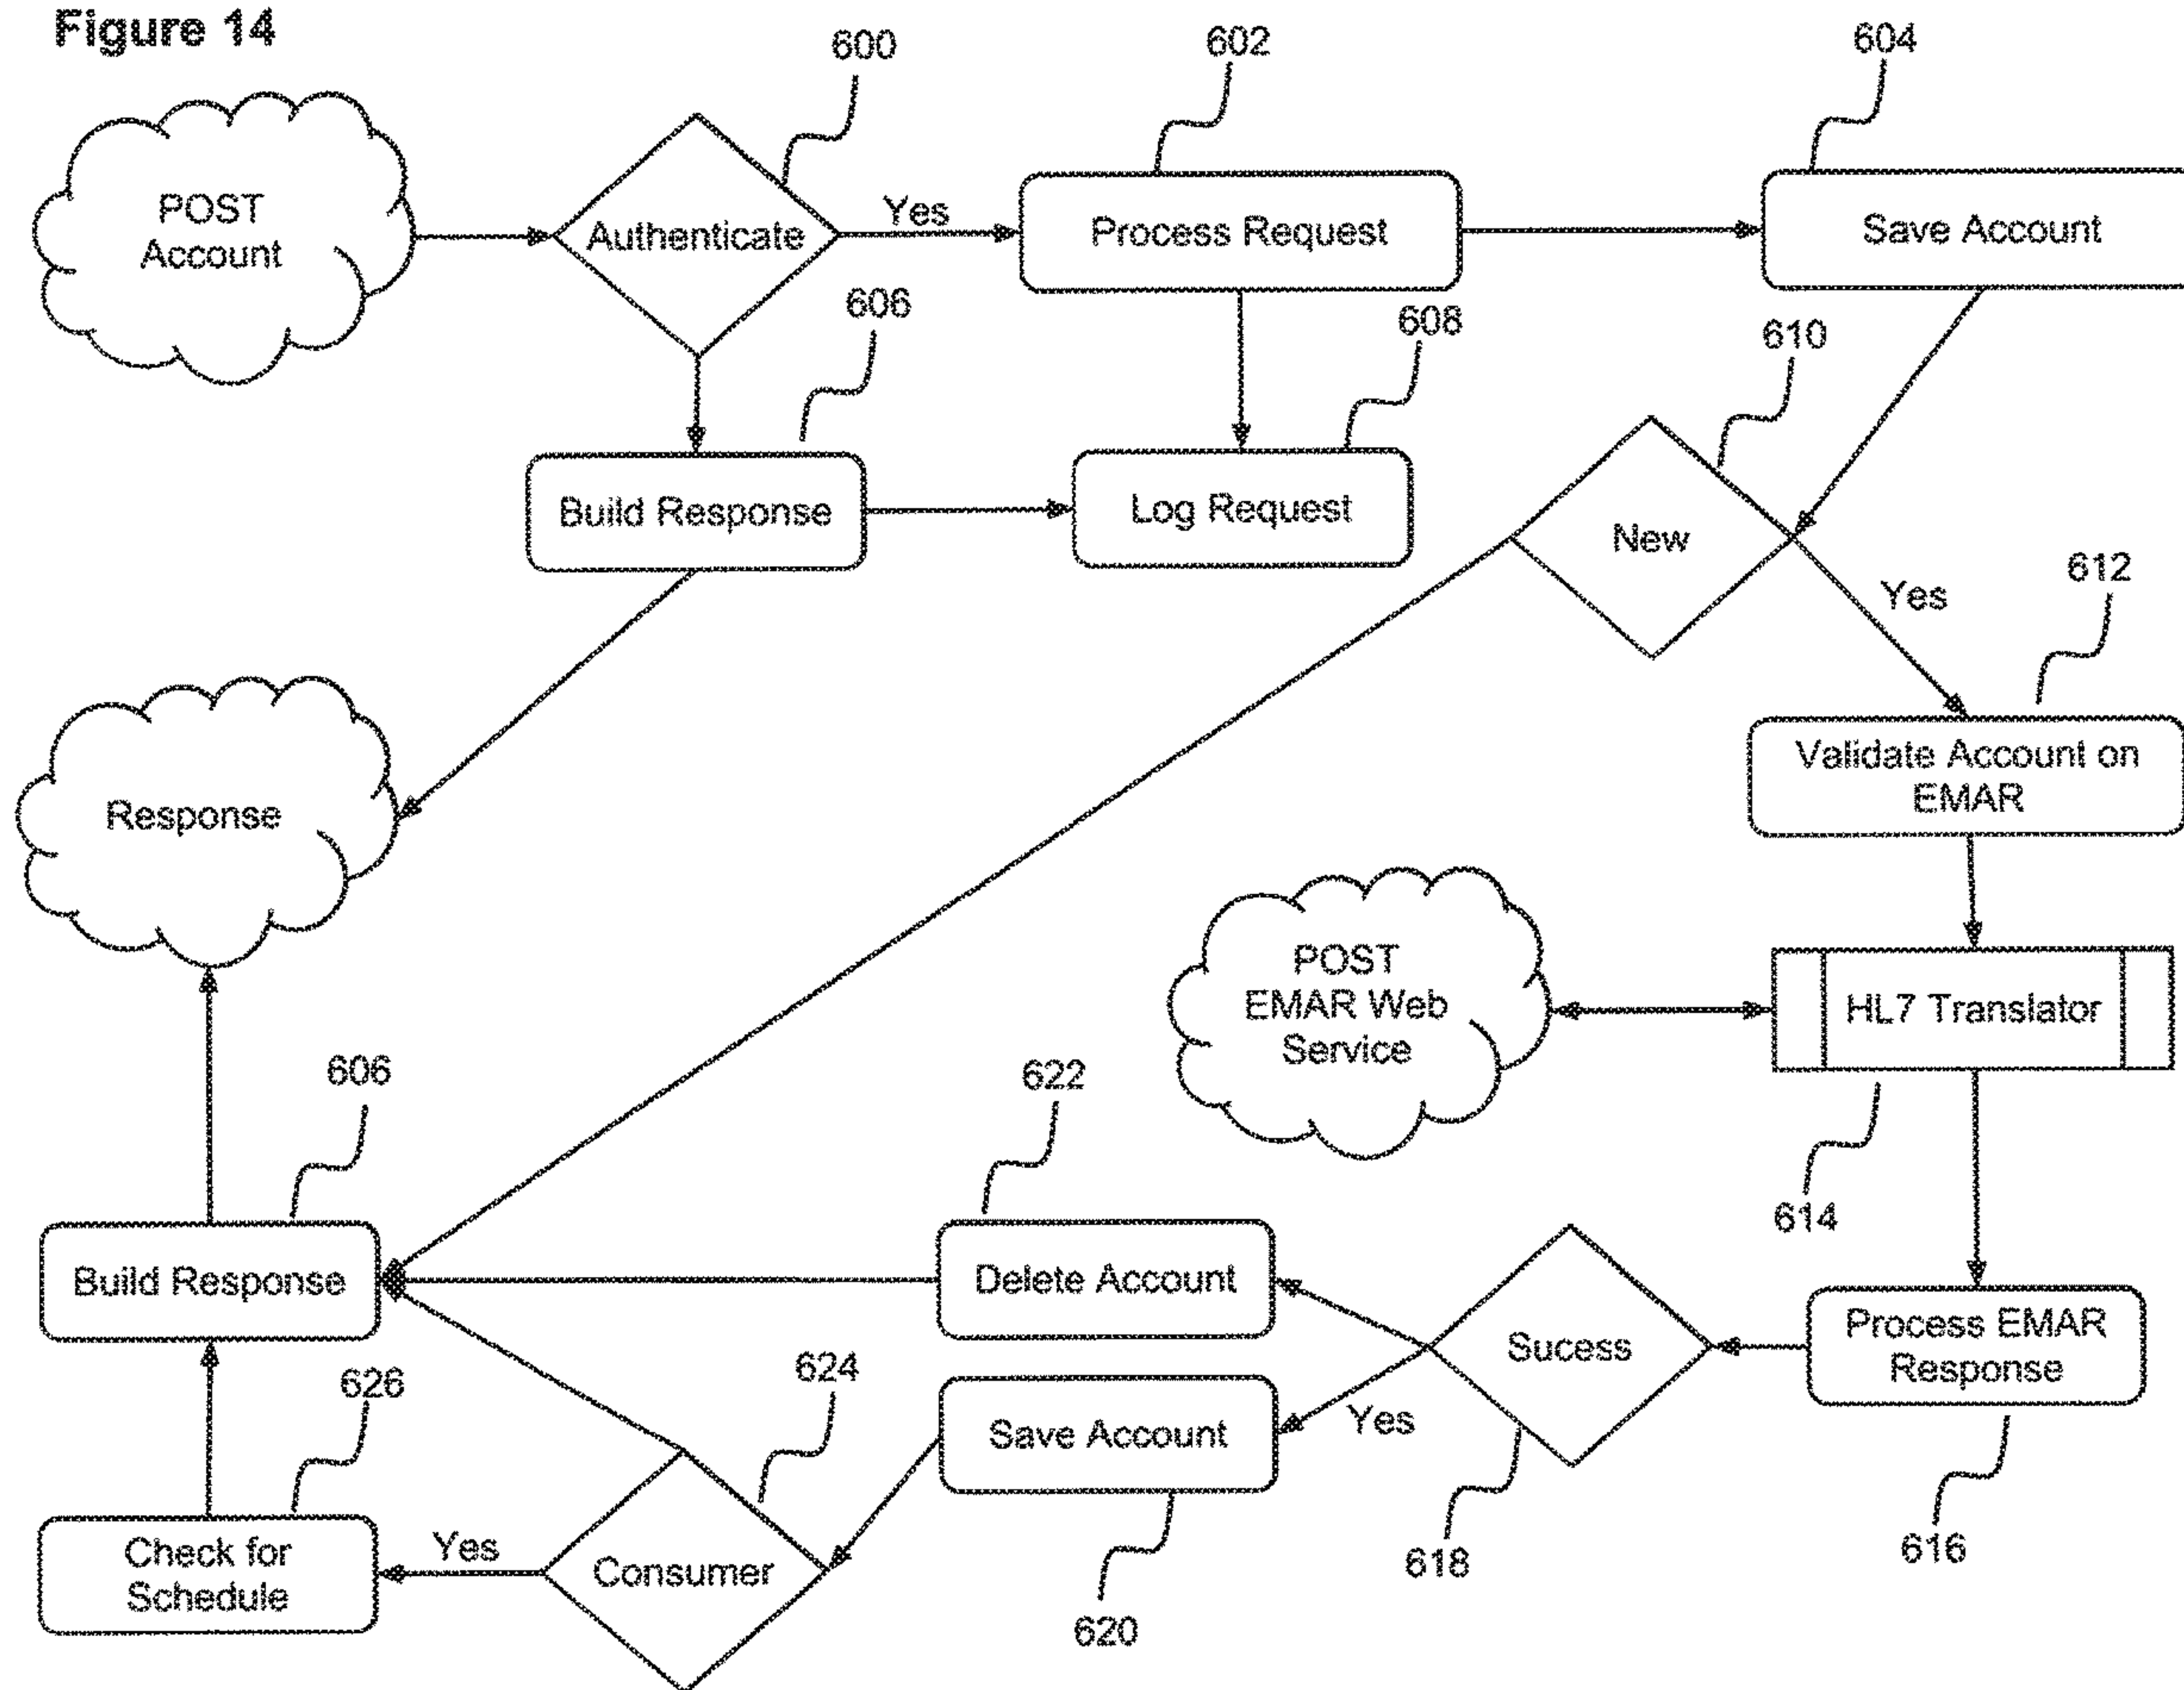 Figure 14
600
602
604
POST
Account
Authenticate
Yes
Process Request
Save Account
606
608
610
Build Response
Log Request
New
Yes
612
Validate Account on
EMAR
Response
POST
EMAR Web
Service
HL7 Translator
606
622
614
Build Response
Delete Account
Sucess
Process EMAR
Response
626
624
Save Account
Yes
Check for
Schedule
Yes
Consumer
620
618
616